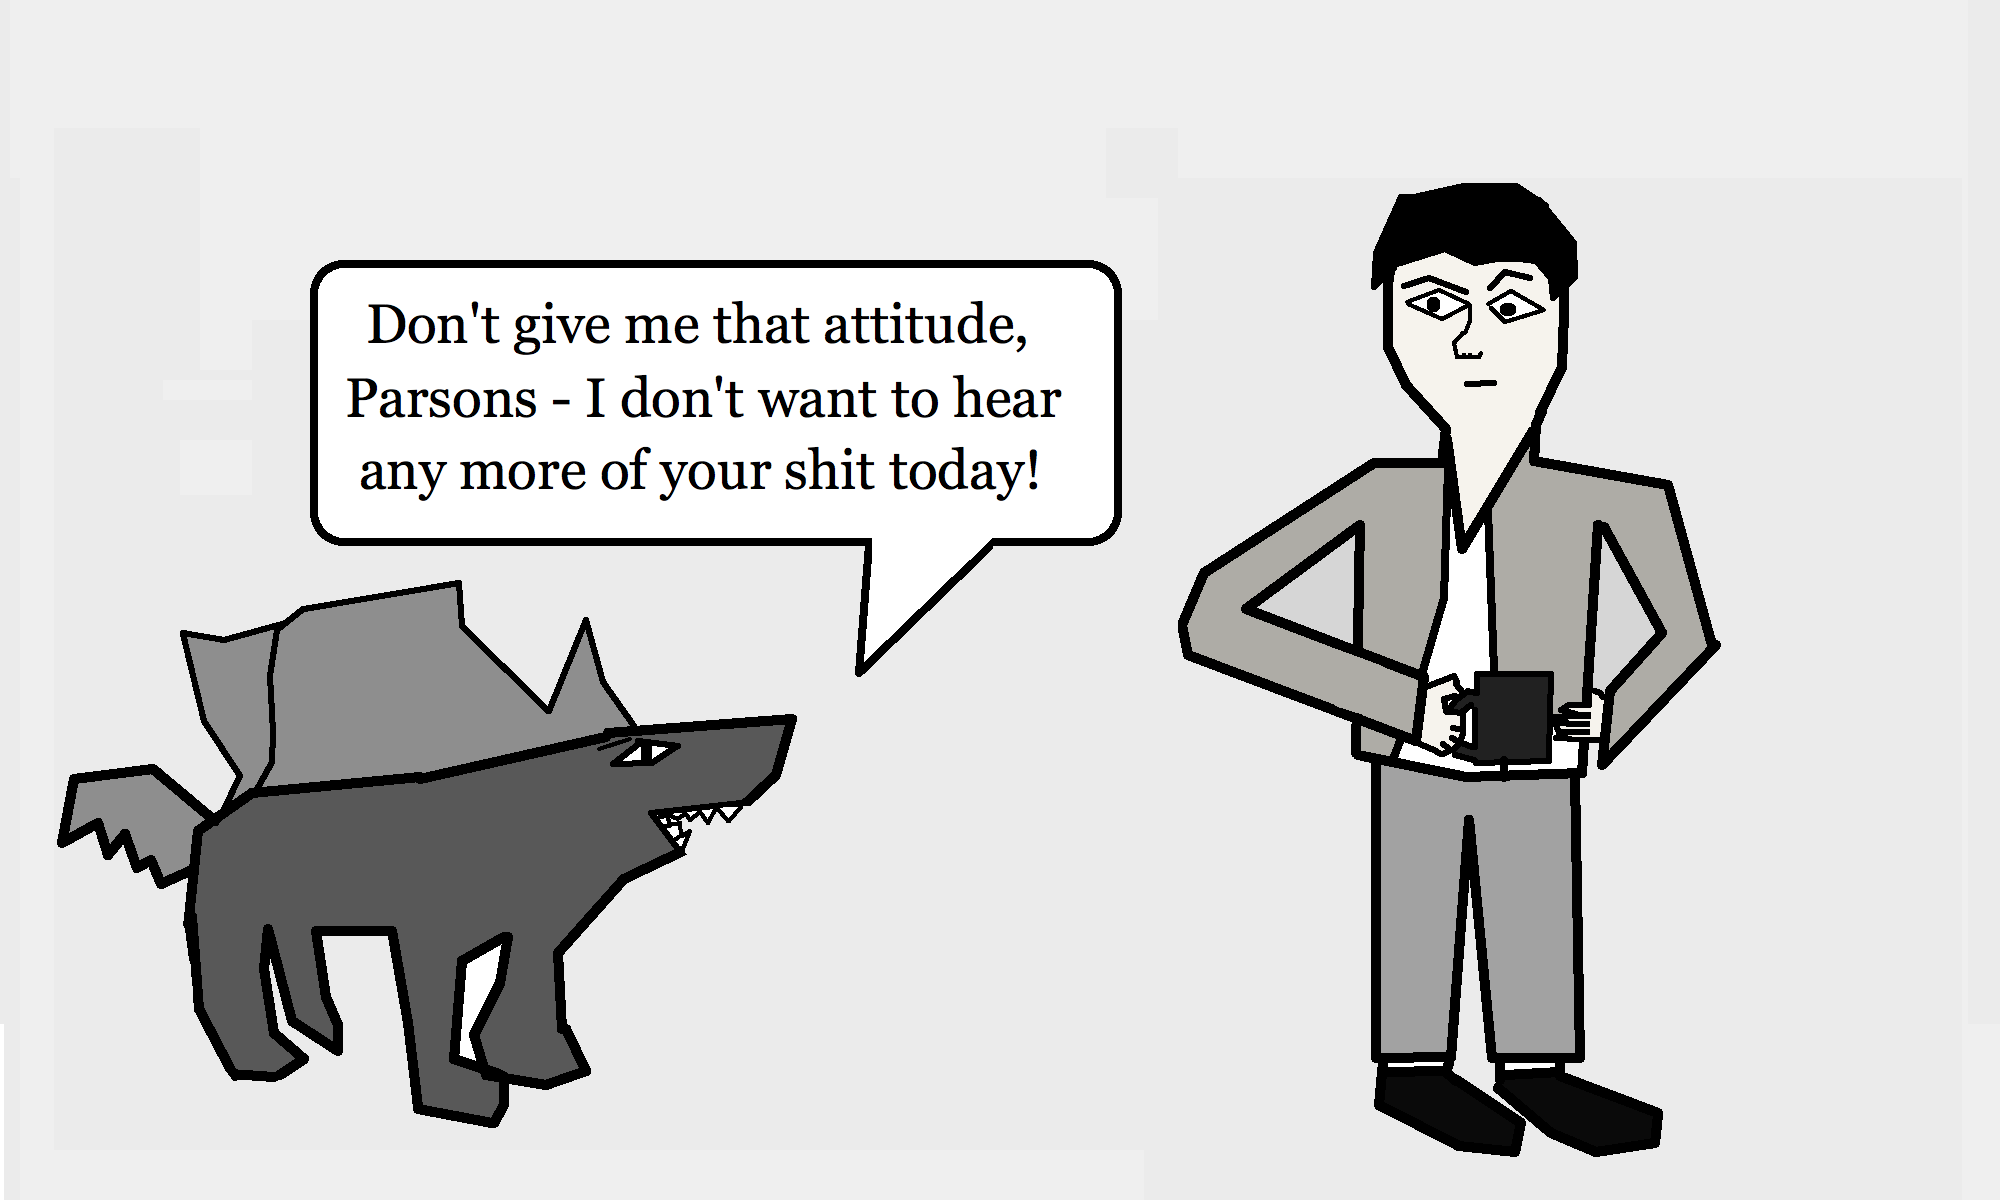 Don't give me that attitude,
Parsons - I don't want to hear
any more of your shit today!